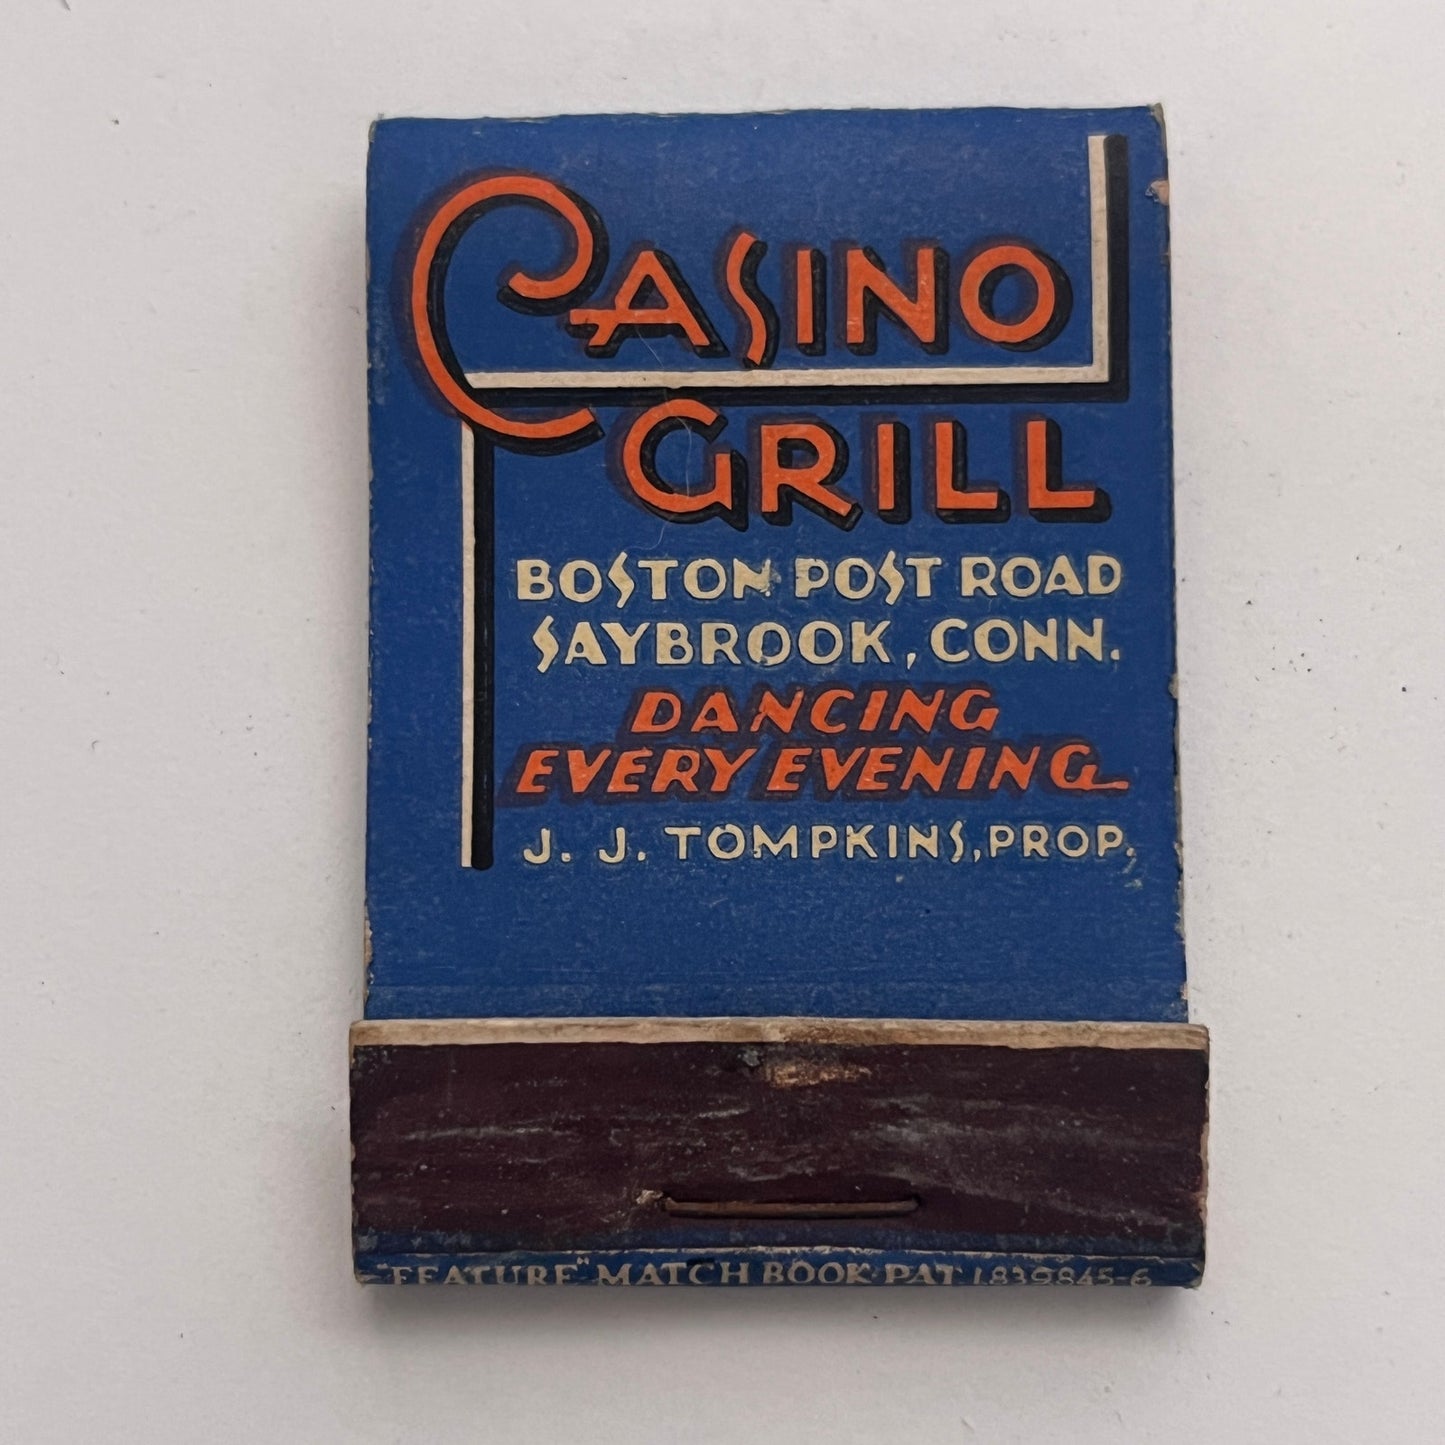 CASINO
GRILL
BOSTON POST ROAD
SAYBROOK, CONN.
DANCING
EVERY EVENING
J. J. TOMPKINS, PROP.
"FEATURE" MATCH BOOK·PAT. 1839845-6